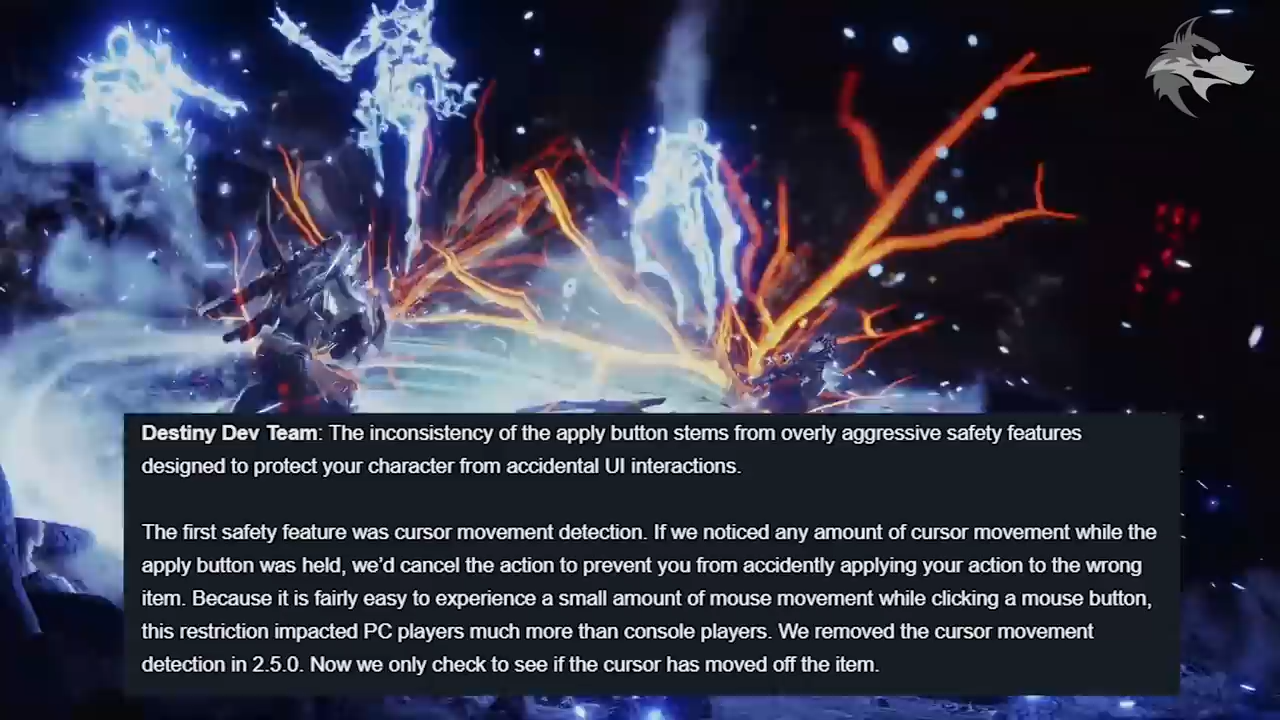 Destiny Dev Team: The inconsistency of the apply button stems from overly aggressive safety features
designed to protect your character from accidental UI interactions.
The first safety feature was cursor movement detection. If we noticed any amount of cursor movement while the
apply button was held, we'd cancel the action to prevent you from accidently applying your action to the wrong
item. Because it is fairly easy to experience a small amount of mouse movement while clicking a mouse button,
this restriction impacted PC players much more than console players. We removed the cursor movement
detection in 2.5.0. Now we only check to see if the cursor has moved off the item.